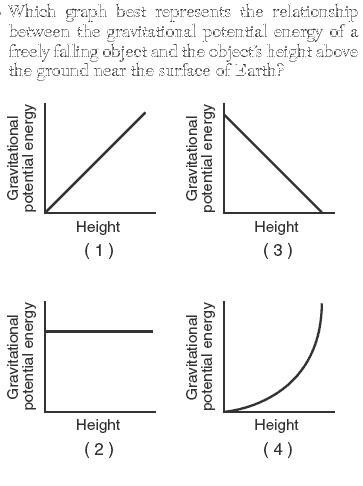 Which graph best represents the relationship
between the gravitational potential energy of a
freely falling object and the object's height above
the ground near the surface of Earth?
Gravitational
potential energy
Height
( 1 )
Gravitational
potential energy
Height
( 3 )
Gravitational
potential energy
Height
( 2 )
Gravitational
potential energy
Height
( 4 )